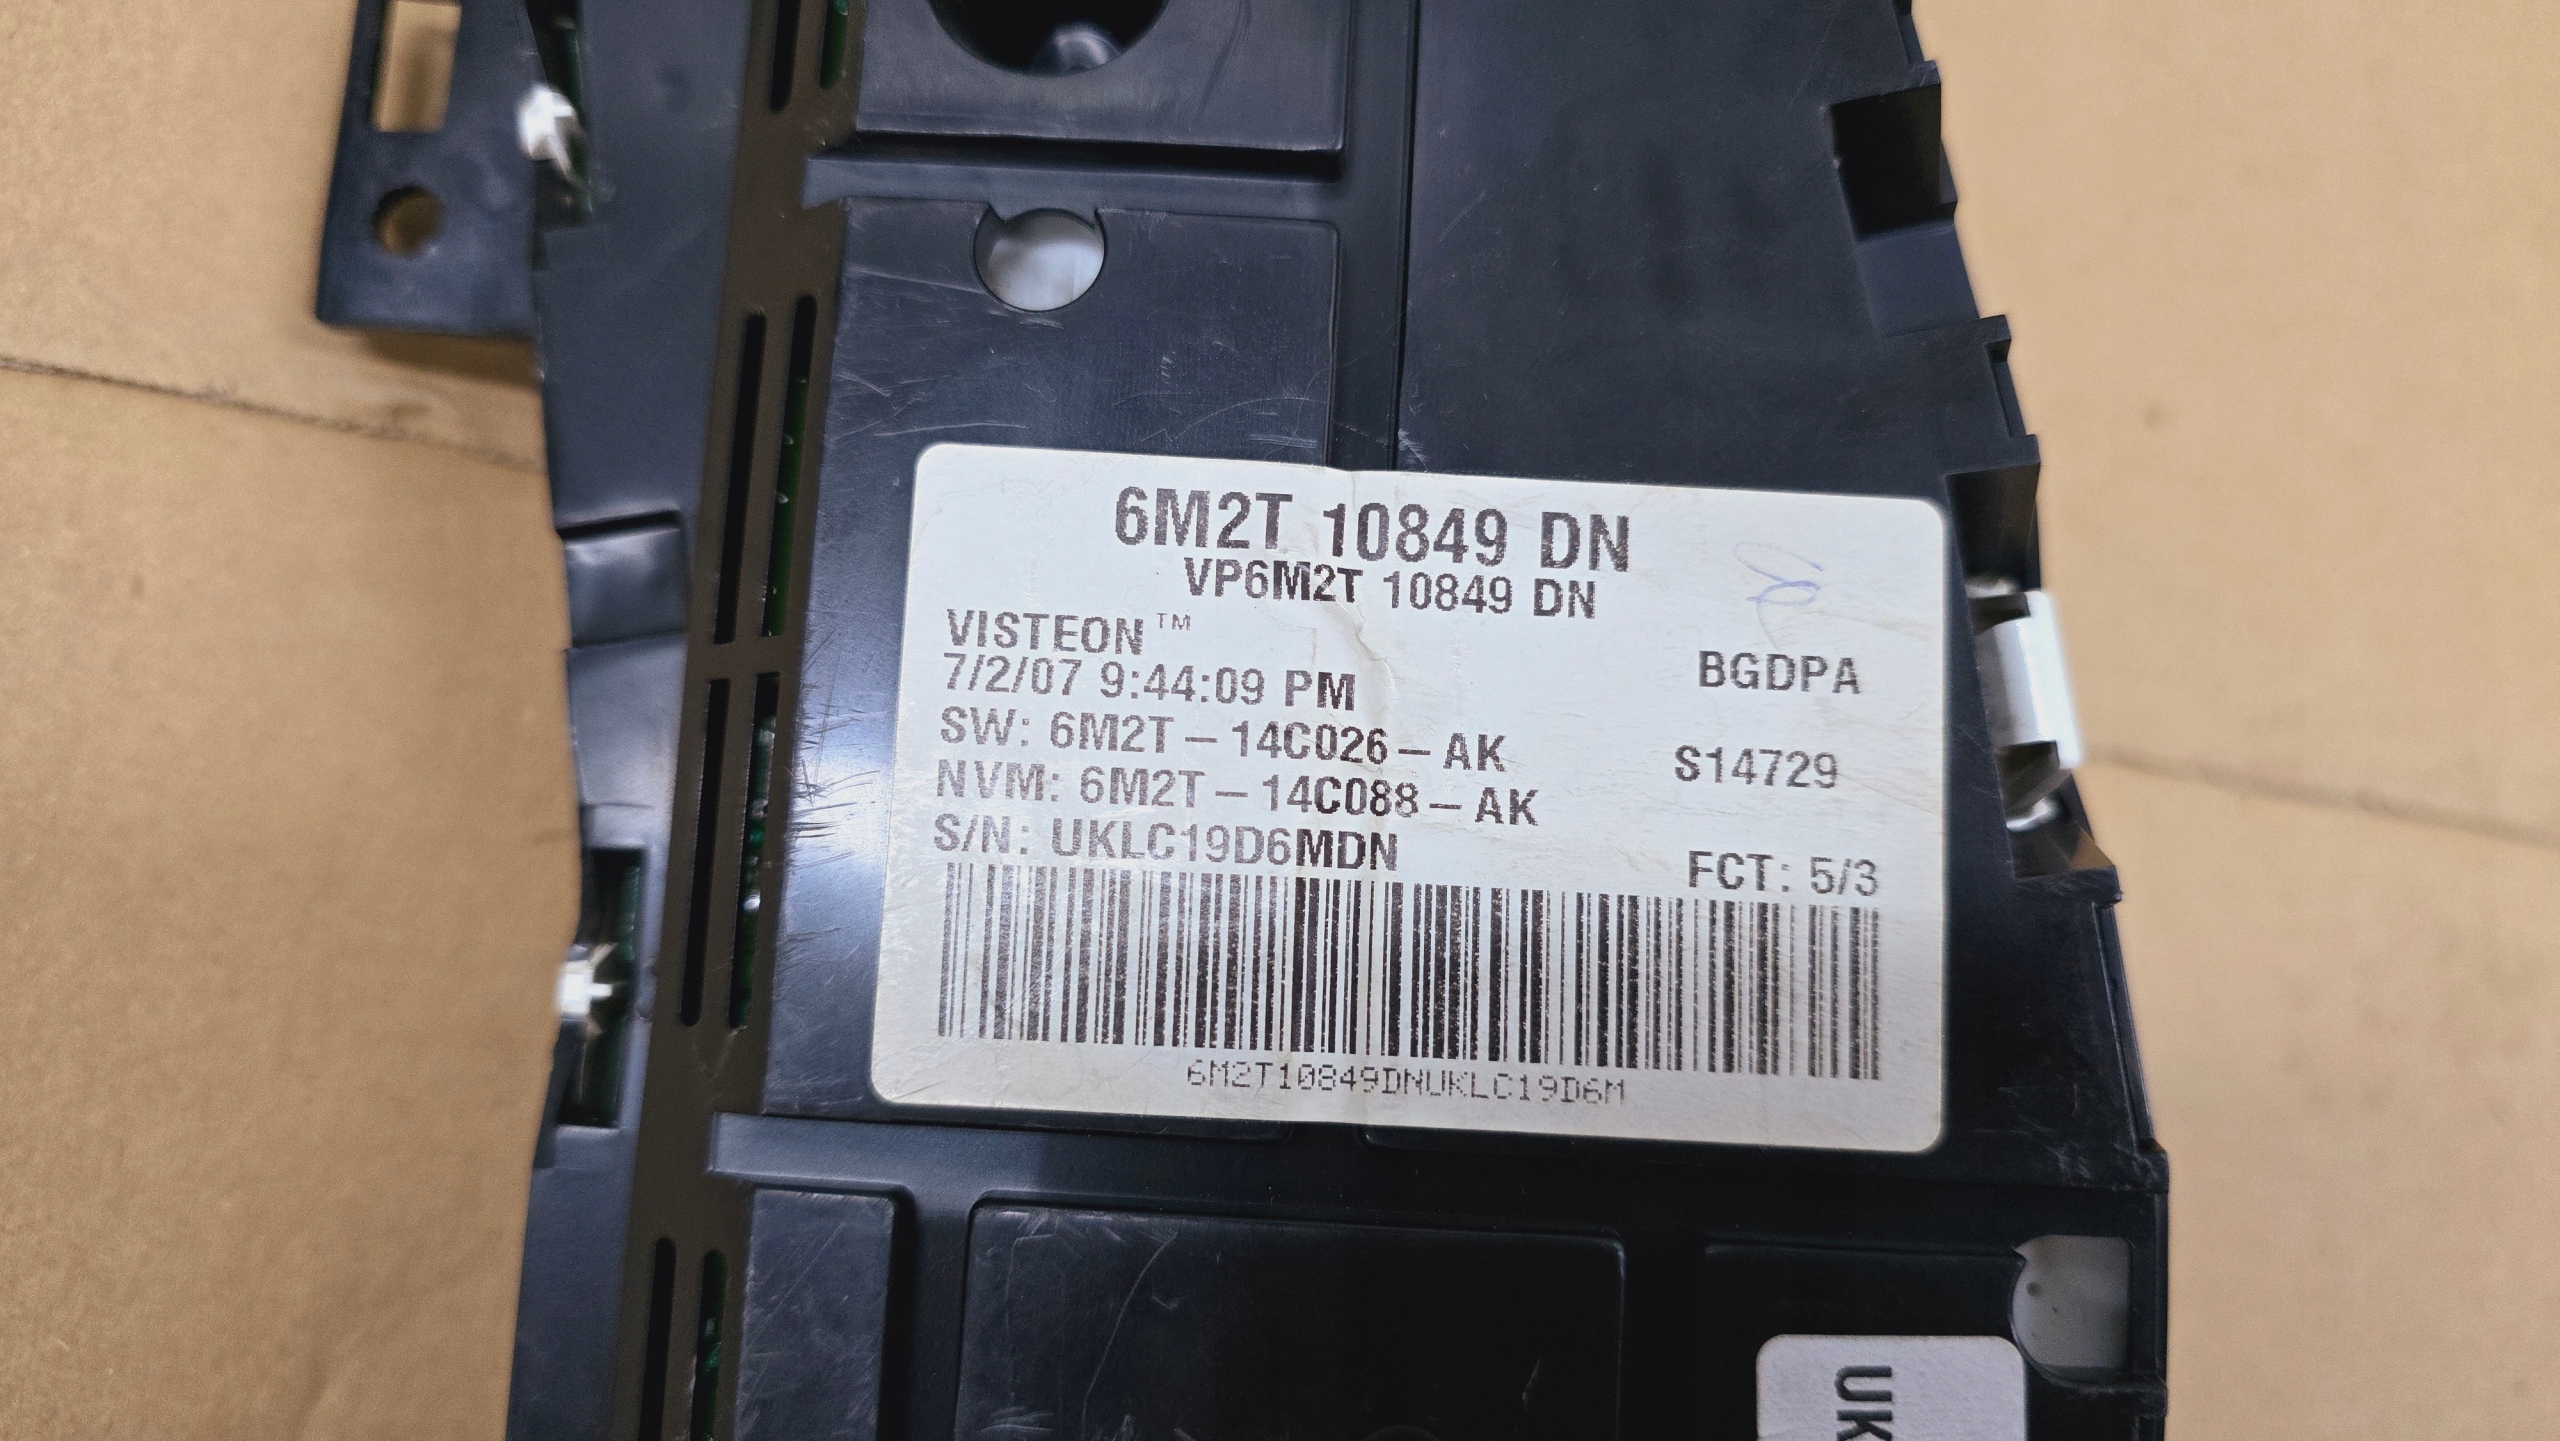 6M2T 10849 DN
VP6M2T 10849 DN
VISTEON™
7/2/07 9:44:09 PM
BGDPA
SW: 6M2T – 14C026 – AK
S14729
NVM: 6M2T – 14C088 – AK
S/N: UKLC19D6MDN
FCT: 5/3
6M2T10849DNUKLC19D6M
UK